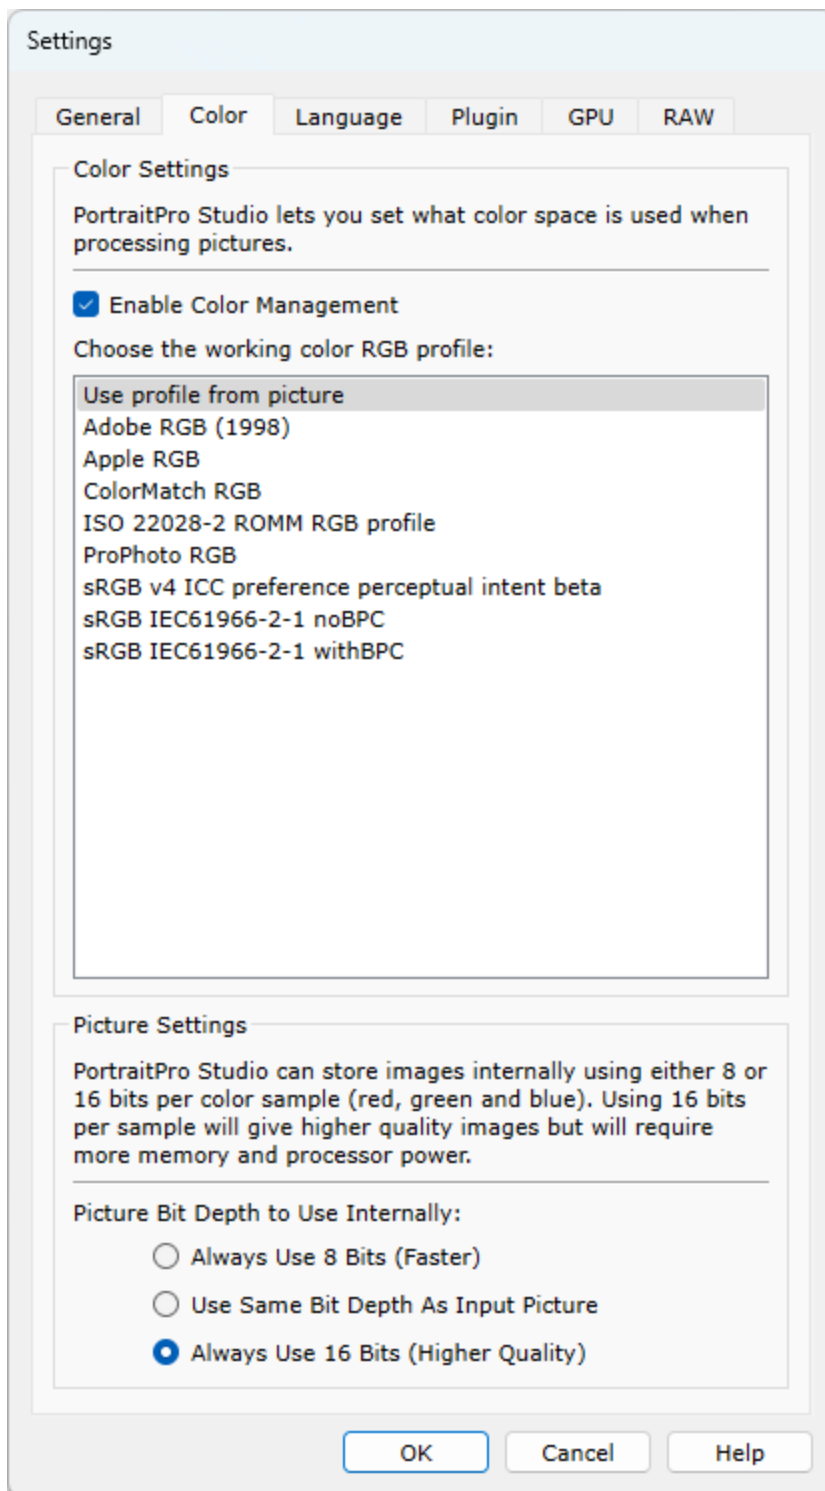 Settings
General Color Language Plugin GPU RAW
Color Settings
PortraitPro Studio lets you set what color space is used when
processing pictures.
Enable Color Management
Choose the working color RGB profile:
Use profile from picture
Adobe RGB (1998)
Apple RGB
ColorMatch RGB
ISO 22028-2 ROMM RGB profile
ProPhoto RGB
sRGB v4 ICC preference perceptual intent beta
sRGB IEC61966-2-1 noBPC
sRGB IEC61966-2-1 withBPC
Picture Settings
PortraitPro Studio can store images internally using either 8 or
16 bits per color sample (red, green and blue). Using 16 bits
per sample will give higher quality images but will require
more memory and processor power.
Picture Bit Depth to Use Internally:
Always Use 8 Bits (Faster)
Use Same Bit Depth As Input Picture
Always Use 16 Bits (Higher Quality)
OK Cancel Help